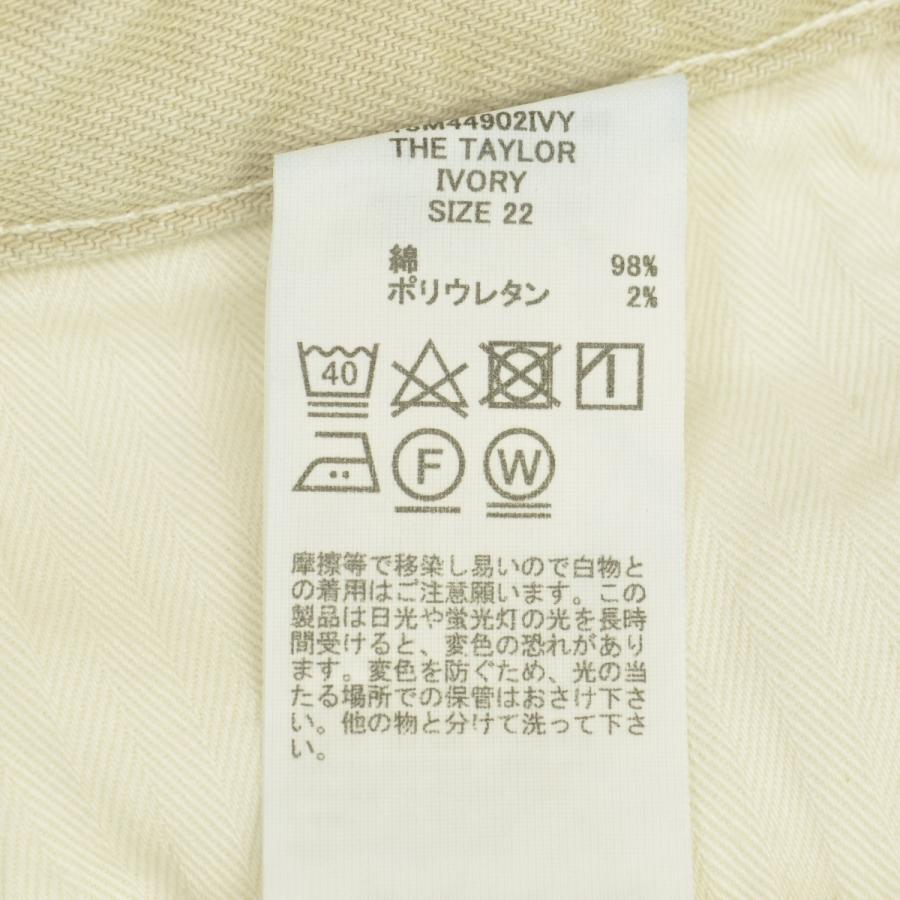 THE TAYLOR
IVORY
SIZE 22
綿 98%
ポリウレタン 2%
40
F W
摩擦等で移染し易いので白物と
の着用はご注意願います。この
製品は日光や蛍光灯の光を長時
間受けると、変色の恐れがあり
ます。変色を防ぐため、光の当
たる場所での保管はおさけ下さ
い。他の物と分けて洗って下さ
い。